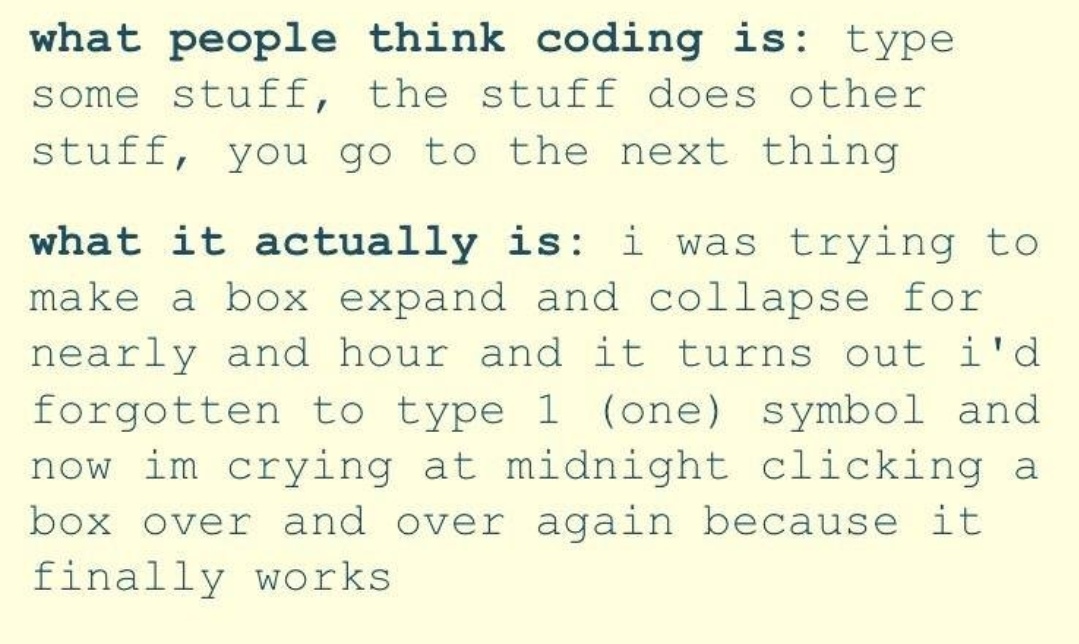 what people think coding is: type
some stuff, the stuff does other
stuff, you go to the next thing
what it actually is: i was trying to
make a box expand and collapse for
nearly and hour and it turns out i'd
forgotten to type 1 (one) symbol and
now im crying at midnight clicking a
box over and over again because it
finally works